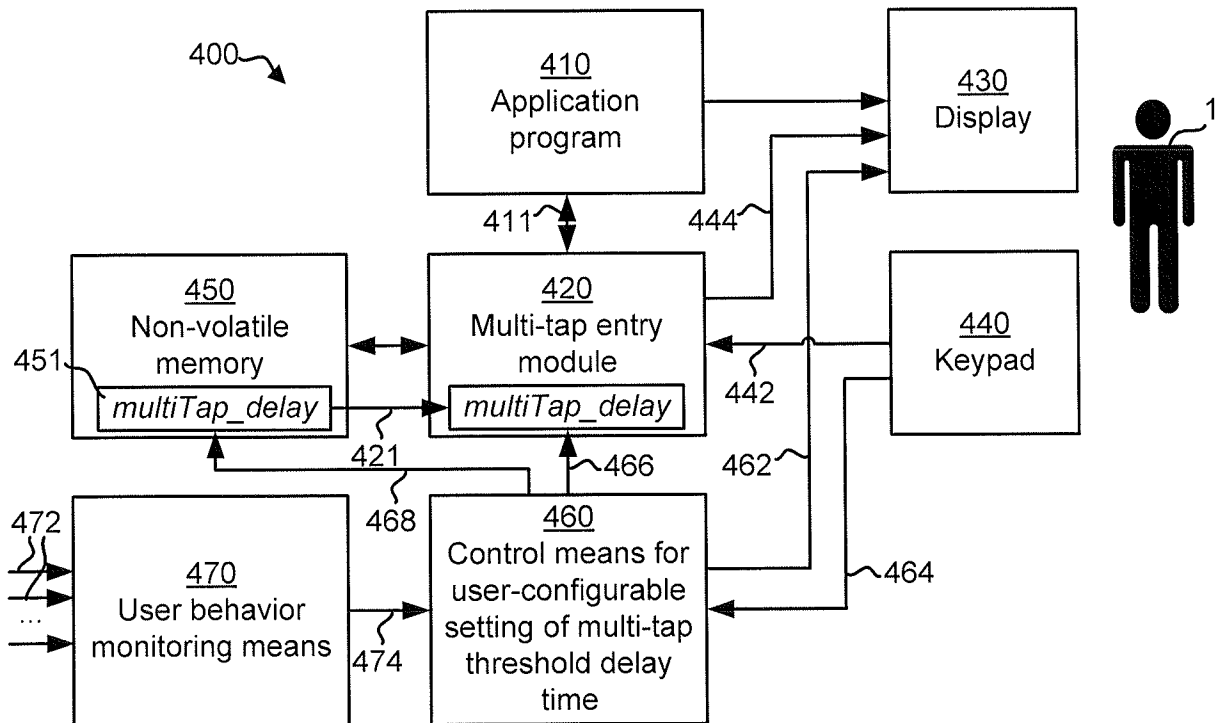 400
410
Application
program
430
Display
1
411
444
450
Non-volatile
memory
451
multiTap_delay
420
Multi-tap entry
module
multiTap_delay
440
Keypad
442
421
466
462
468
464
472
...
470
User behavior
monitoring means
474
460
Control means for
user-configurable
setting of multi-tap
threshold delay
time